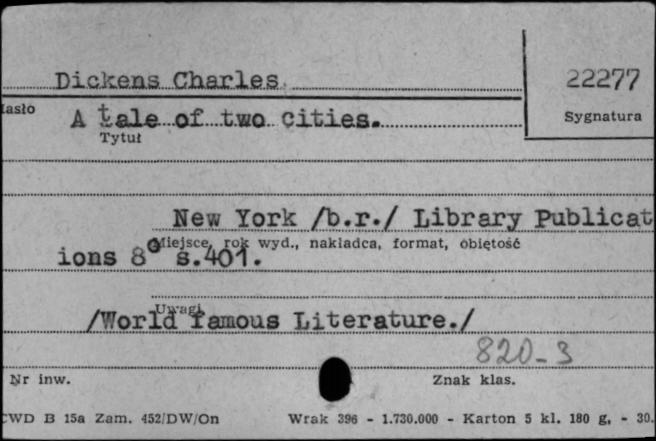 Dickens Charles
22277
Hasło
Sygnatura
A tale of two cities.
Tytuł
New York /b.r./ Library Publicat
Miejsce, rok wyd., nakładca, format, obiętość
ions 8° s.401.
Uwagi
/World famous Literature./
820-3
Nr inw.
Znak klas.
CWD B 15a Zam. 452/DW/On
Wrak 396 - 1.730.000 - Karton 5 kl. 180 g, - 30.